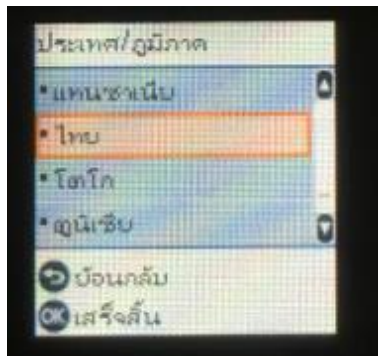 ประเทศ/ภูมิภาค
•แทนซาเนีย
•ไทย
•โตโก
•ตูนิเซีย
ย้อนกลับ
OK เสร็จสิ้น